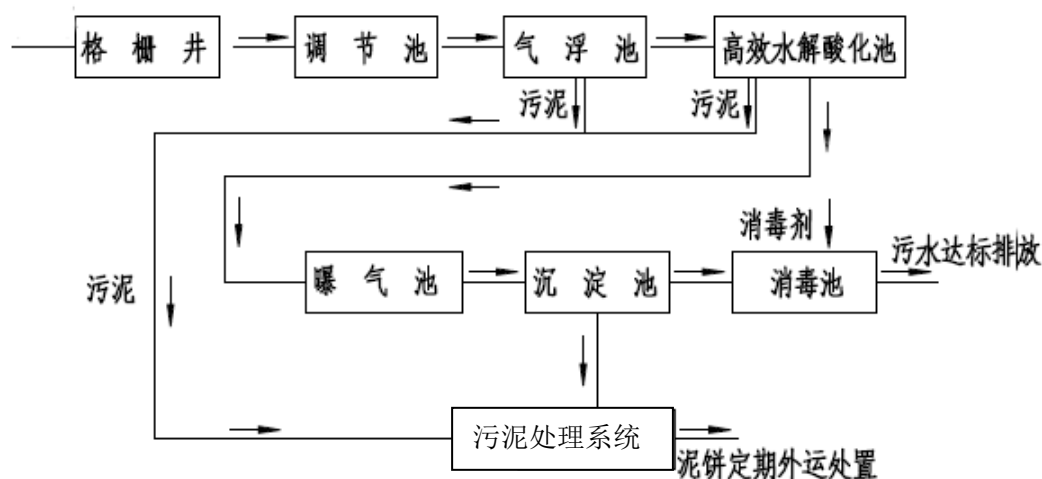 格栅井
调节池
气浮池
高效水解酸化池
污泥
污泥
消毒剂
污水达标排放
污泥
曝气池
沉淀池
消毒池
污泥处理系统
泥饼定期外运处置